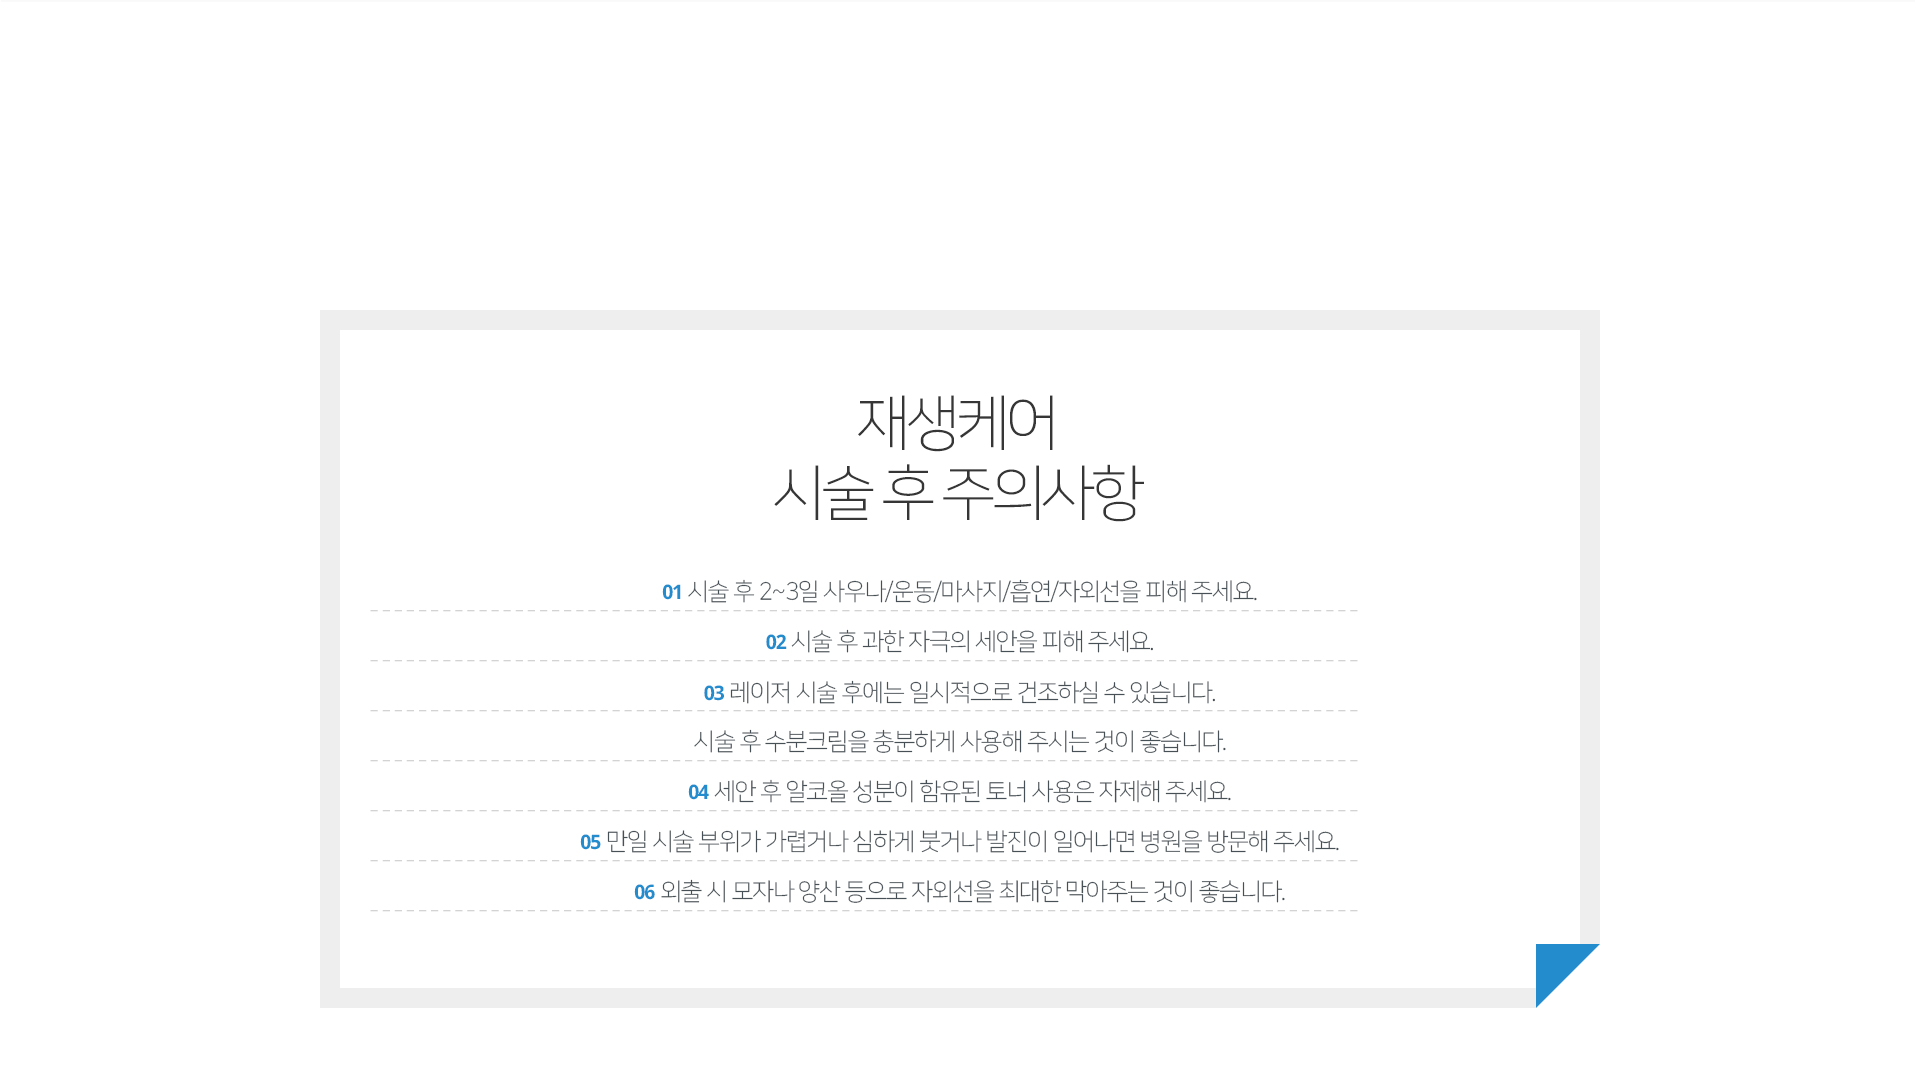 재생케어
시술 후 주의사항
01 시술 후 2~3일 사우나/운동/마사지/흡연/자외선을 피해 주세요.
02 시술 후 과한 자극의 세안을 피해 주세요.
03 레이저 시술 후에는 일시적으로 건조하실 수 있습니다.
시술 후 수분크림을 충분하게 사용해 주시는 것이 좋습니다.
04 세안 후 알코올 성분이 함유된 토너 사용은 자제해 주세요.
05 만일 시술 부위가 가렵거나 심하게 붓거나 발진이 일어나면 병원을 방문해 주세요.
06 외출 시 모자나 양산 등으로 자외선을 최대한 막아주는 것이 좋습니다.